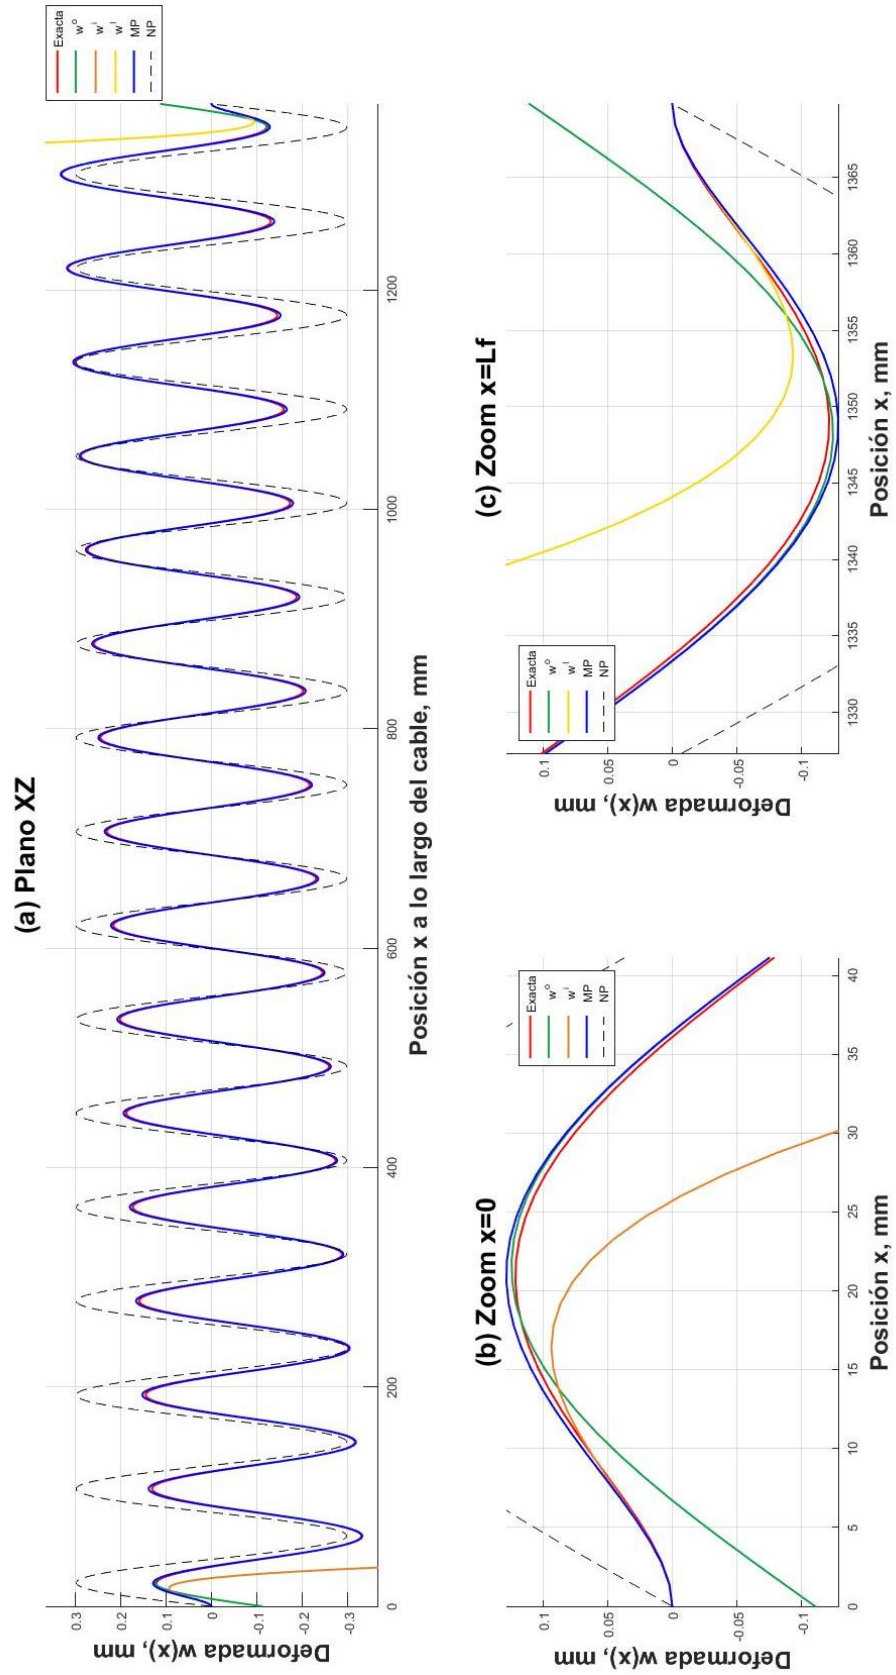 (a) Plano XZ
Exacta
w^o
w^i
w^l
MP
NP
Deformada w(x), mm
0.3
0.2
0.1
0
-0.1
-0.2
-0.3
0
200
400
600
800
1000
1200
Posición x a lo largo del cable, mm
(b) Zoom x=0
Exacta
w^o
w^i
MP
NP
Deformada w(x), mm
0.1
0.05
0
-0.05
-0.1
0
5
10
15
20
25
30
35
40
Posición x, mm
(c) Zoom x=Lf
Exacta
w^o
w^l
MP
NP
Deformada w(x), mm
0.1
0.05
0
-0.05
-0.1
1330
1335
1340
1345
1350
1355
1360
1365
Posición x, mm